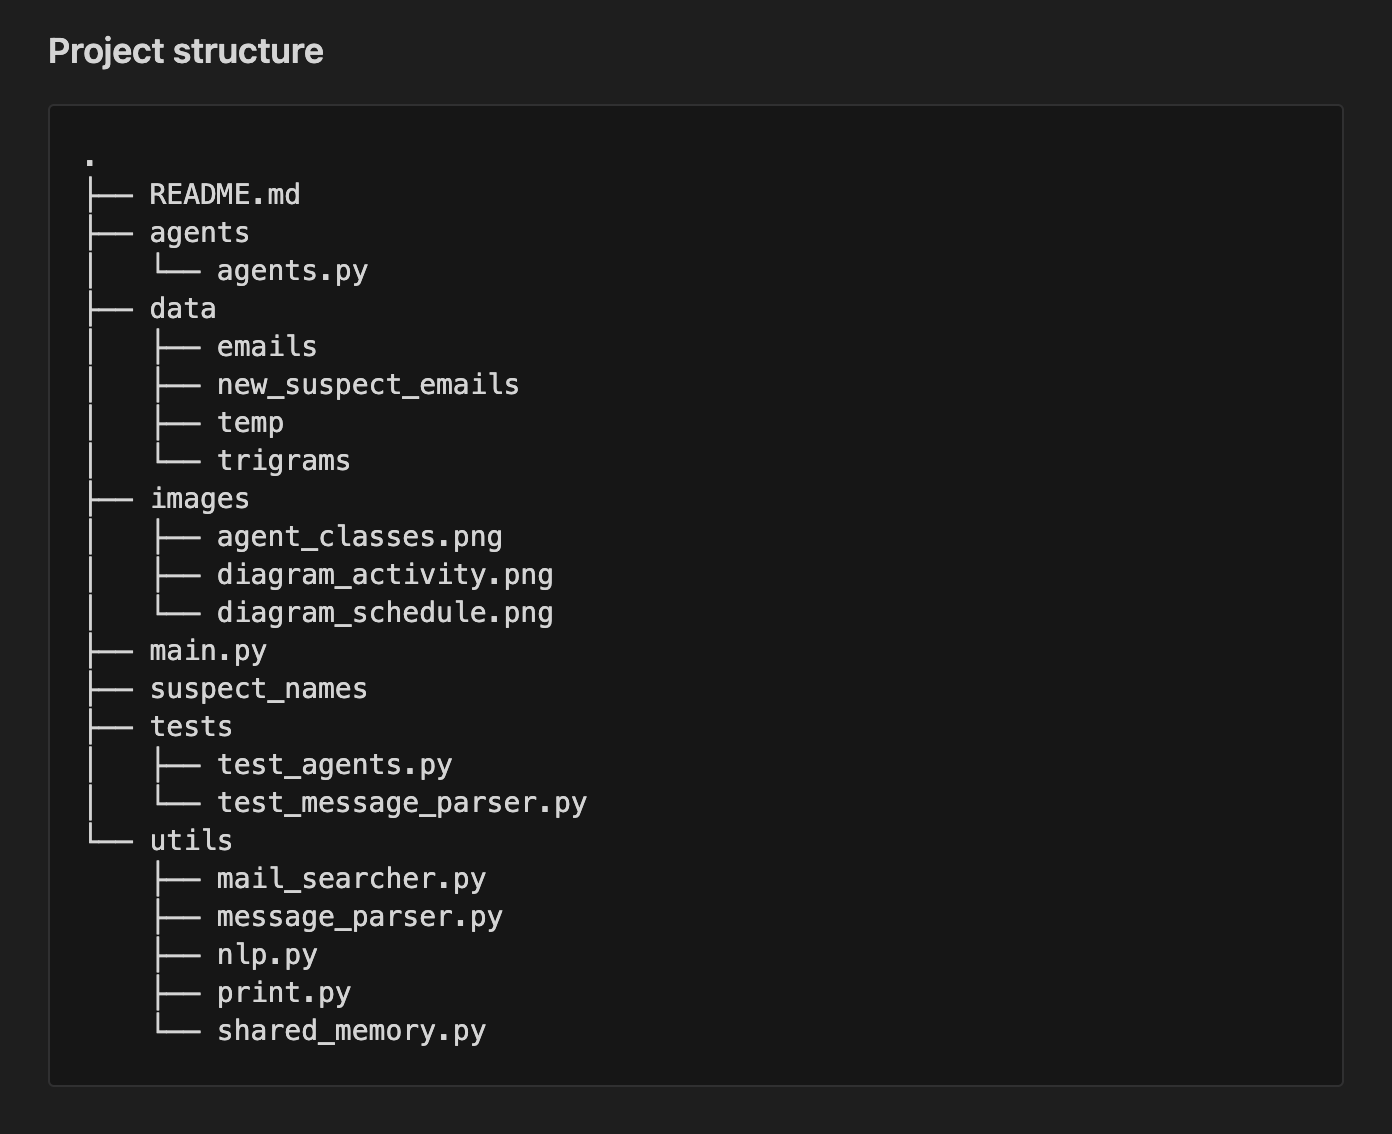 Project structure
.
├── README.md
├── agents
│   └── agents.py
├── data
│   ├── emails
│   ├── new_suspect_emails
│   ├── temp
│   └── trigrams
├── images
│   ├── agent_classes.png
│   ├── diagram_activity.png
│   └── diagram_schedule.png
├── main.py
├── suspect_names
├── tests
│   ├── test_agents.py
│   └── test_message_parser.py
└── utils
    ├── mail_searcher.py
    ├── message_parser.py
    ├── nlp.py
    ├── print.py
    └── shared_memory.py